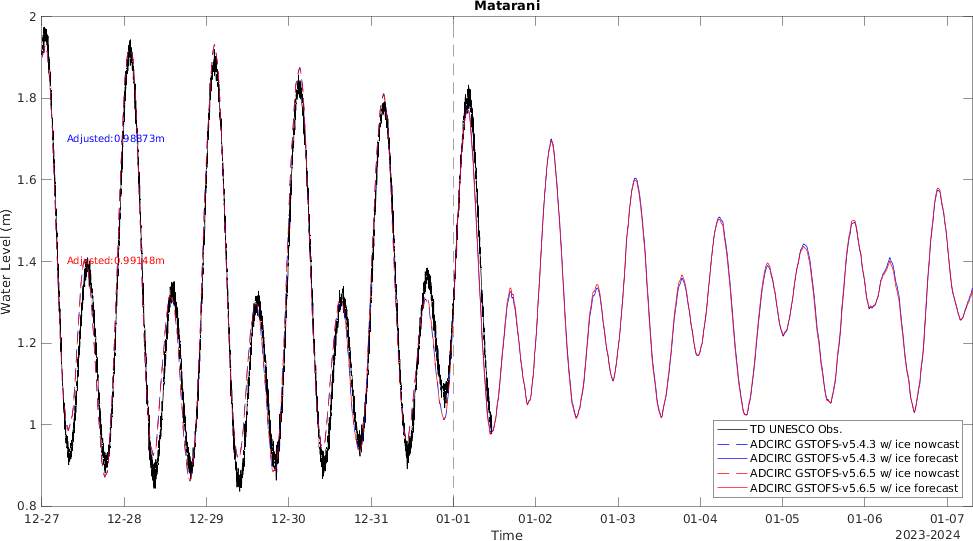 Matarani
2
1.8
1.6
1.4
1.2
1
0.8
Water Level (m)
Adjusted:0.98873m
Adjusted:0.99148m
TD UNESCO Obs.
ADCIRC GSTOFS-v5.4.3 w/ ice nowcast
ADCIRC GSTOFS-v5.4.3 w/ ice forecast
ADCIRC GSTOFS-v5.6.5 w/ ice nowcast
ADCIRC GSTOFS-v5.6.5 w/ ice forecast
12-27 12-28 12-29 12-30 12-31 01-01 01-02 01-03 01-04 01-05 01-06 01-07
Time
2023-2024